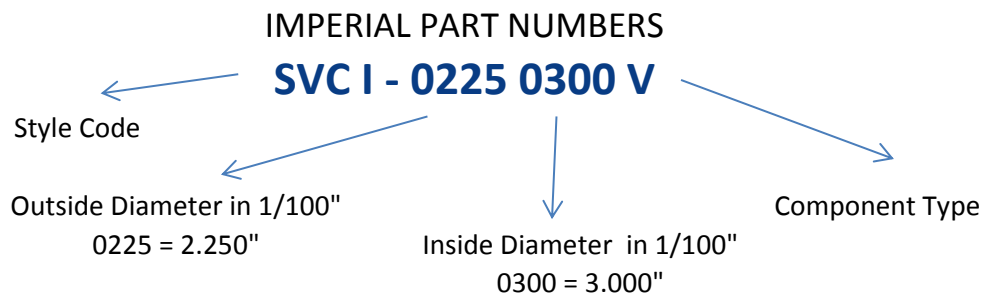 IMPERIAL PART NUMBERS
SVC I - 0225 0300 V
Style Code
Outside Diameter in 1/100"
0225 = 2.250"
Inside Diameter in 1/100"
0300 = 3.000"
Component Type